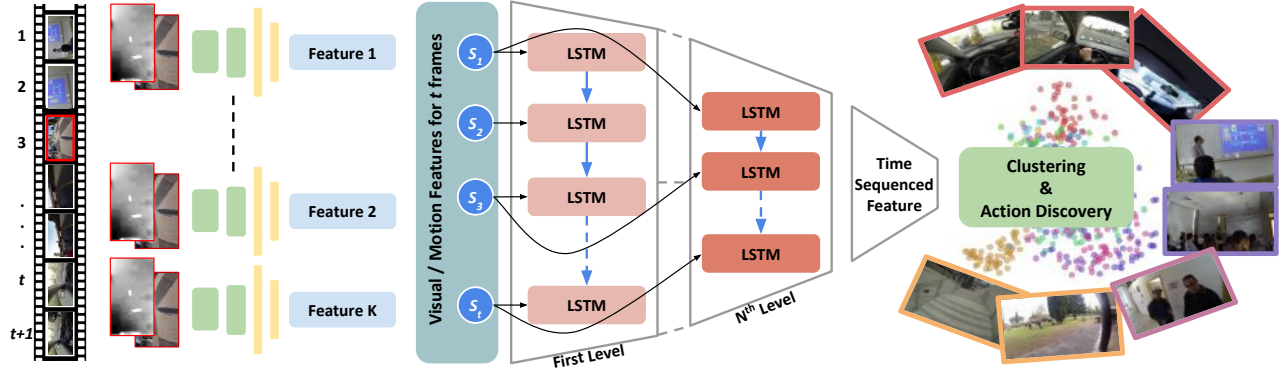 1
2
3
.
.
.
t
t+1
Feature 1
Feature 2
Feature K
Visual / Motion Features for t frames
S1
S2
S3
St
LSTM
LSTM
LSTM
LSTM
First Level
LSTM
LSTM
LSTM
Nth Level
Time
Sequenced
Feature
Clustering
&
Action Discovery